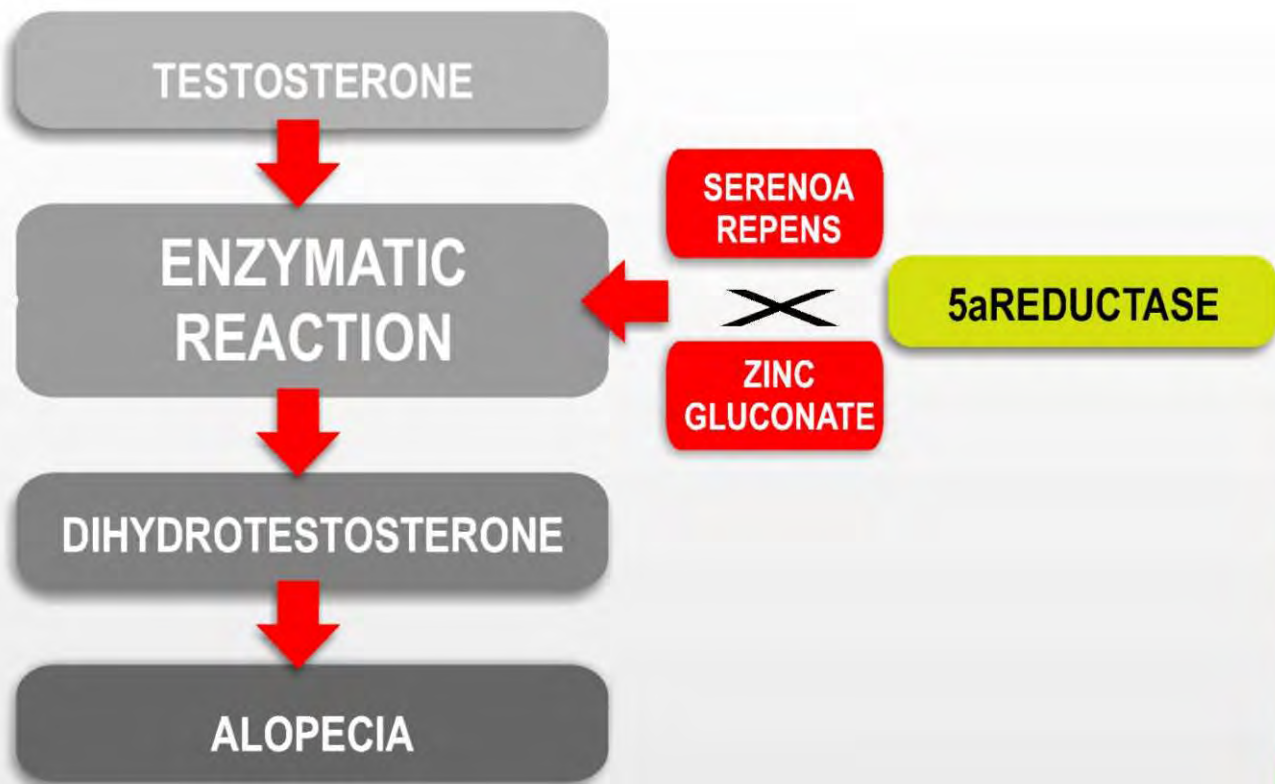 TESTOSTERONE
ENZYMATIC
REACTION
SERENOA
REPENS
ZINC
GLUCONATE
5aREDUCTASE
DIHYDROTESTOSTERONE
ALOPECIA